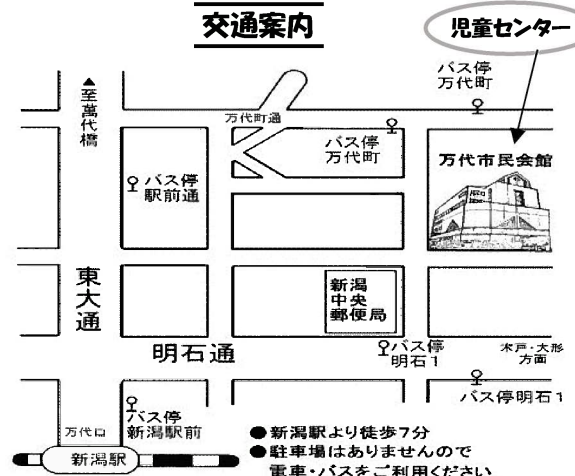 交通案内
児童センター
▲至萬代橋
バス停
万代町
万代町通
バス停
万代町
万代市民会館
バス停
駅前通
東大通
新潟
中央
郵便局
明石通
バス停
明石1
木戸・大形
方面
バス停明石1
バス停
新潟駅前
万代口
新潟駅
●新潟駅より徒歩7分
●駐車場はありませんので
電車・バスをご利用ください